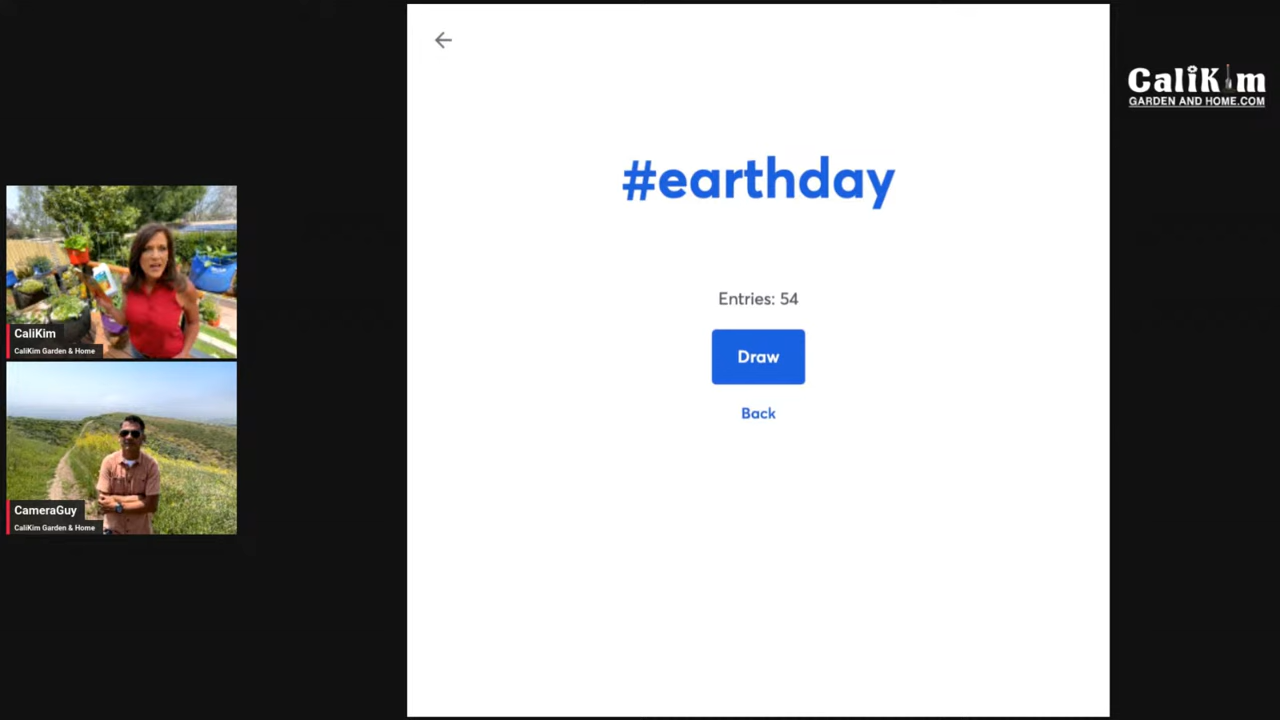 #earthday
Entries: 54
Draw
Back
CaliKim
GARDEN AND HOME.COM
CaliKim
CaliKim Garden & Home
CameraGuy
CaliKim Garden & Home